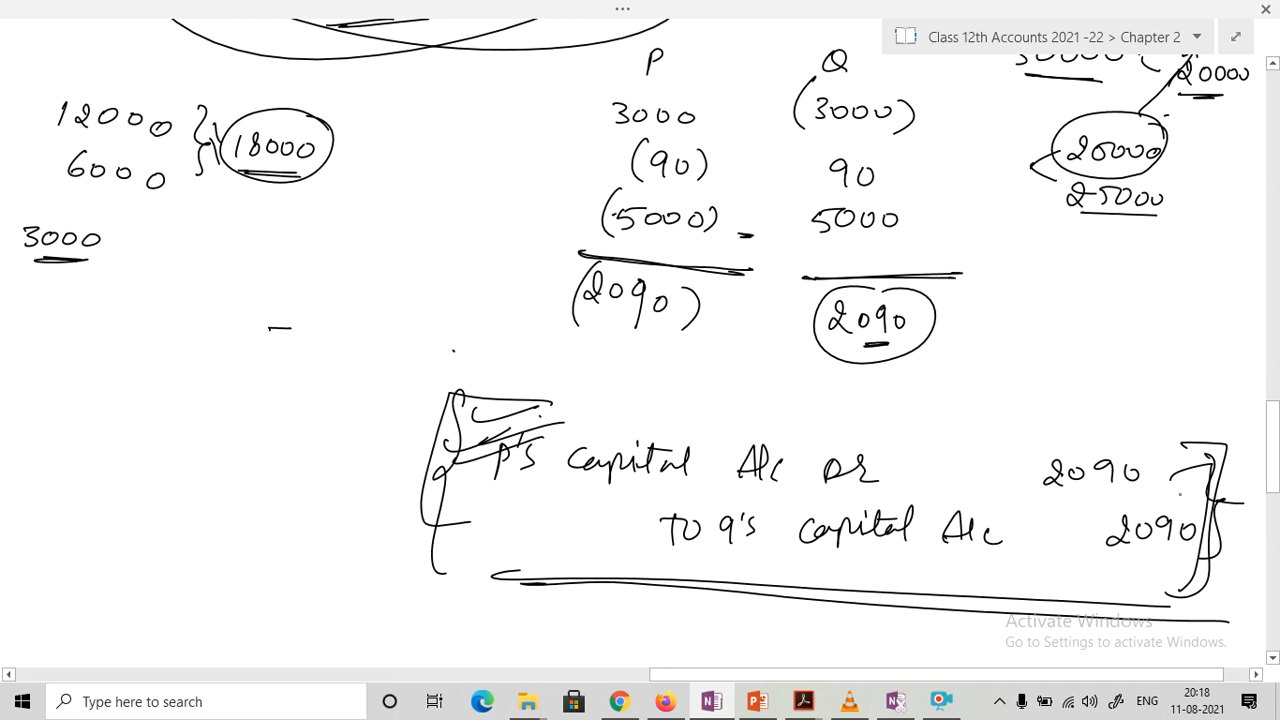 Class 12th Accounts 2021 -22 > Chapter 2
20000
P Q
12000 3000 (3000)
18000 20000
6000 (90) 90
25000
3000 (5000) 5000
(2090) 2090
P's capital A/c Dr 2090
To q's capital A/c 2090
Activate Windows
Go to Settings to activate Windows.
Type here to search
20:18
11-08-2021